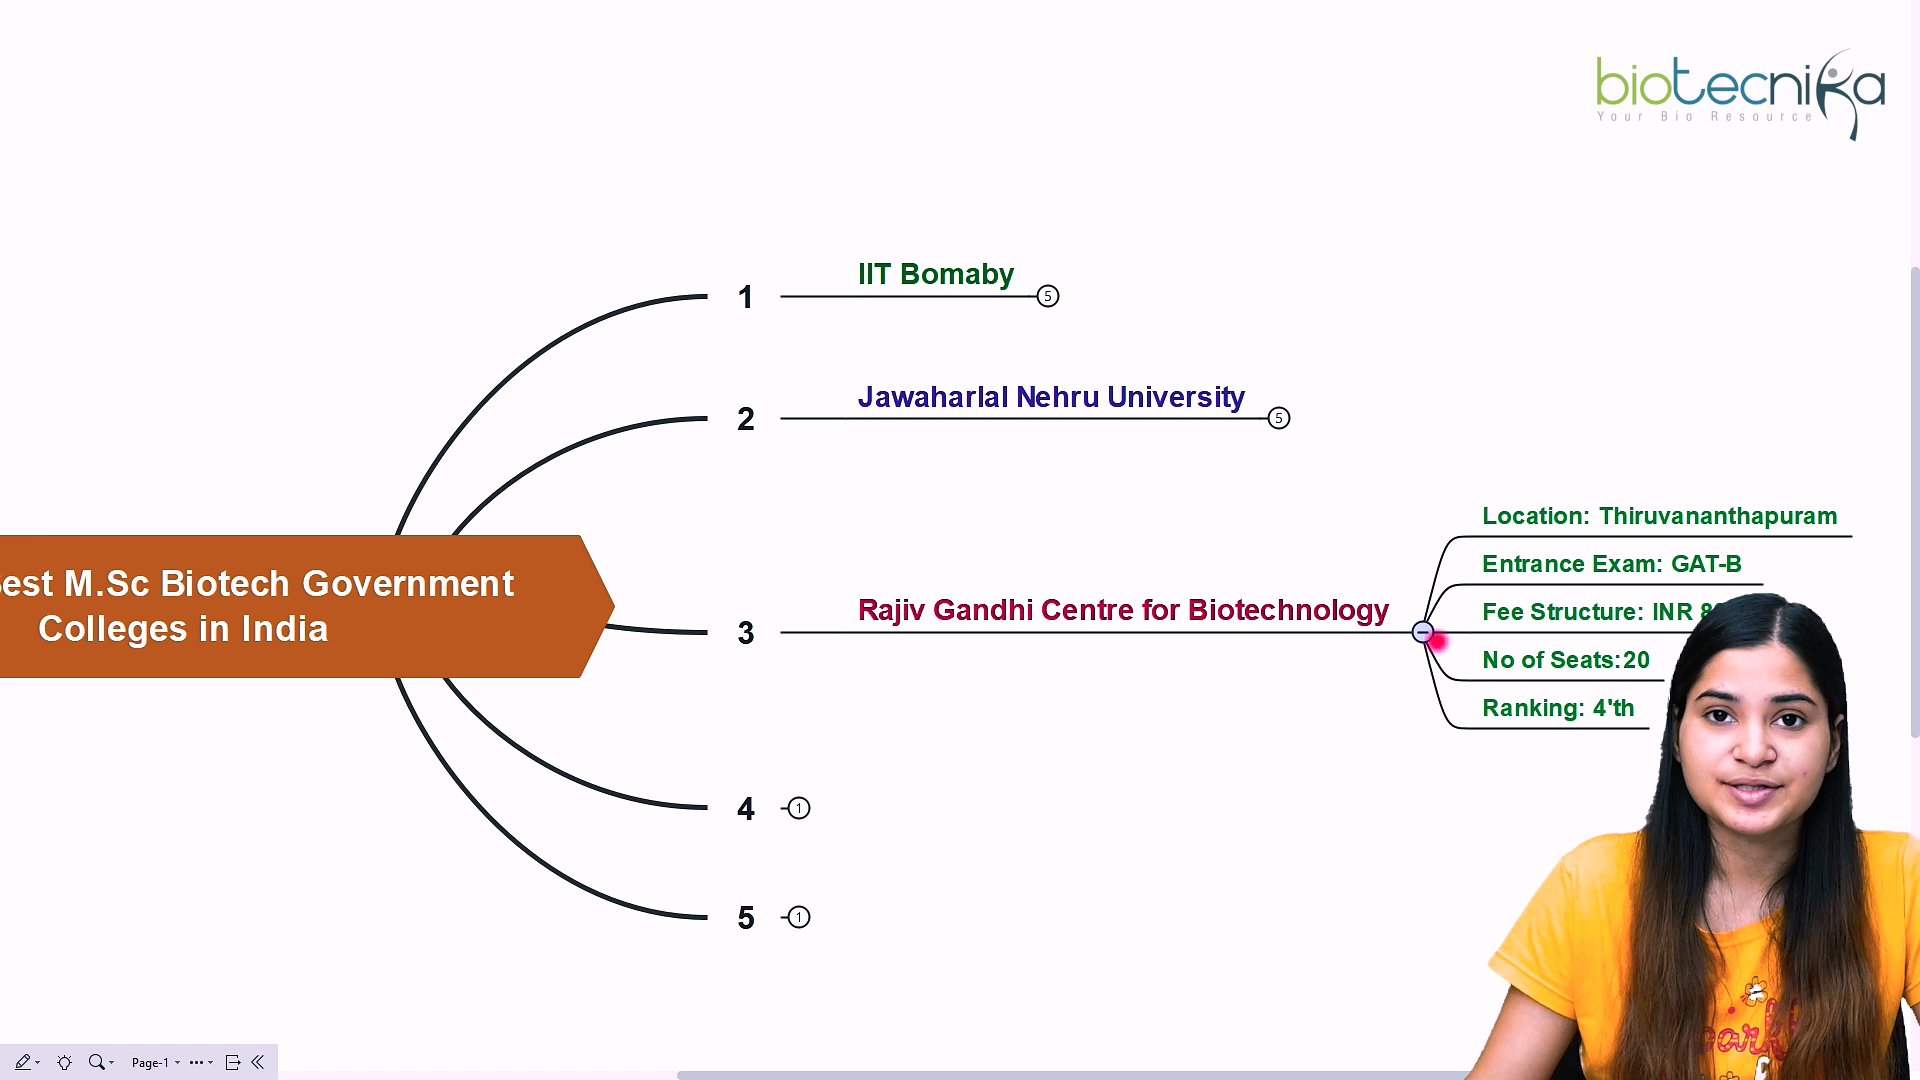 biotecnika
Your Bio Resource
1
IIT Bomaby
5
2
Jawaharlal Nehru University
5
Best M.Sc Biotech Government
Colleges in India
3
Rajiv Gandhi Centre for Biotechnology
Location: Thiruvananthapuram
Entrance Exam: GAT-B
Fee Structure: INR
No of Seats:20
Ranking: 4'th
4
1
5
1
Page-1